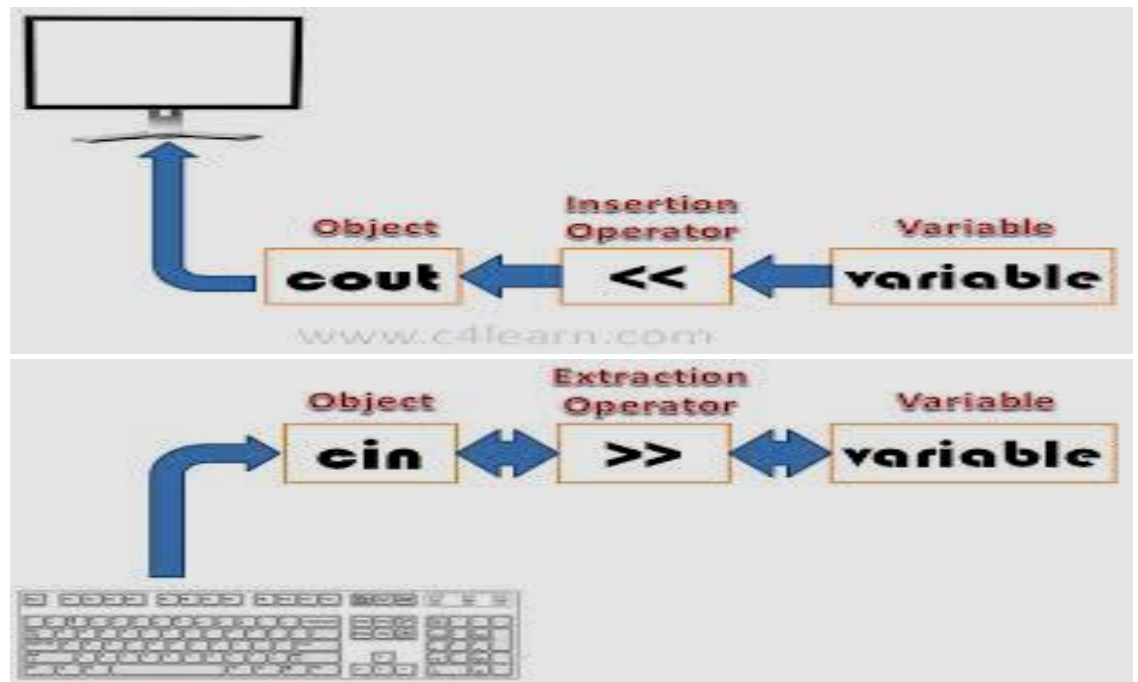 Object
Insertion
Operator
Variable
cout
<<
variable
www.c4learn.com
Object
Extraction
Operator
Variable
cin
>>
variable